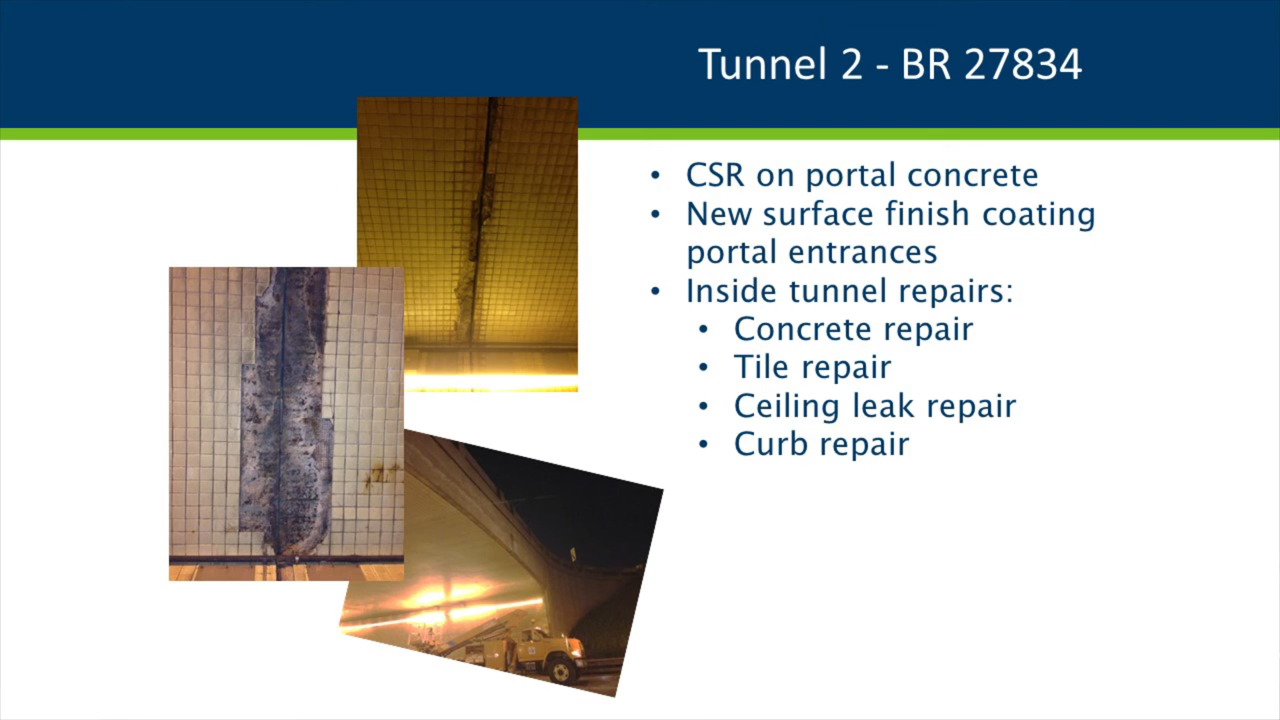 Tunnel 2 - BR 27834
• CSR on portal concrete
• New surface finish coating
portal entrances
• Inside tunnel repairs:
• Concrete repair
• Tile repair
• Ceiling leak repair
• Curb repair